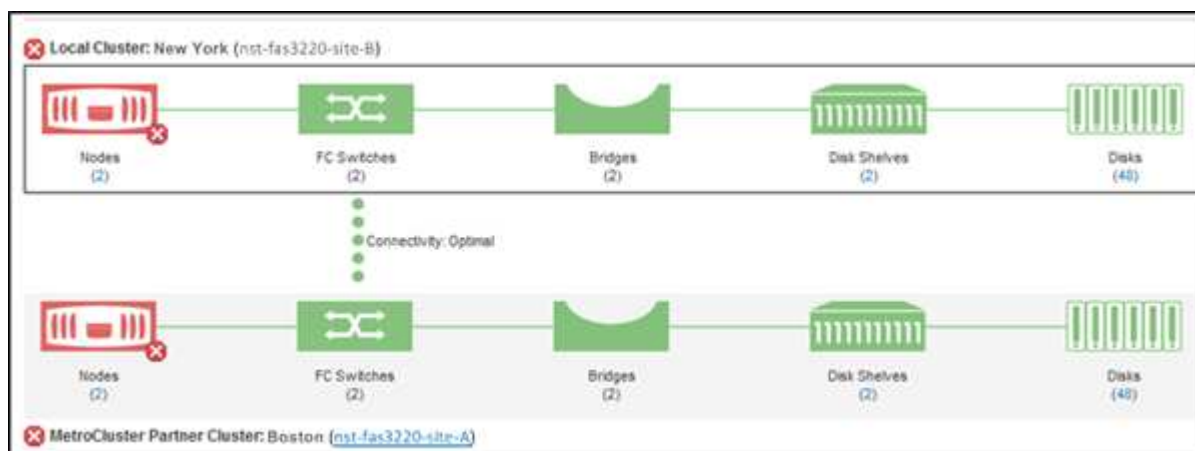 Local Cluster: New York (nst-fas3220-site-B)
Nodes
(2)
FC Switches
(2)
Bridges
(2)
Disk Shelves
(2)
Disks
(48)
Connectivity: Optimal
Nodes
(2)
FC Switches
(2)
Bridges
(2)
Disk Shelves
(2)
Disks
(48)
MetroCluster Partner Cluster: Boston (nst-fas3220-site-A)